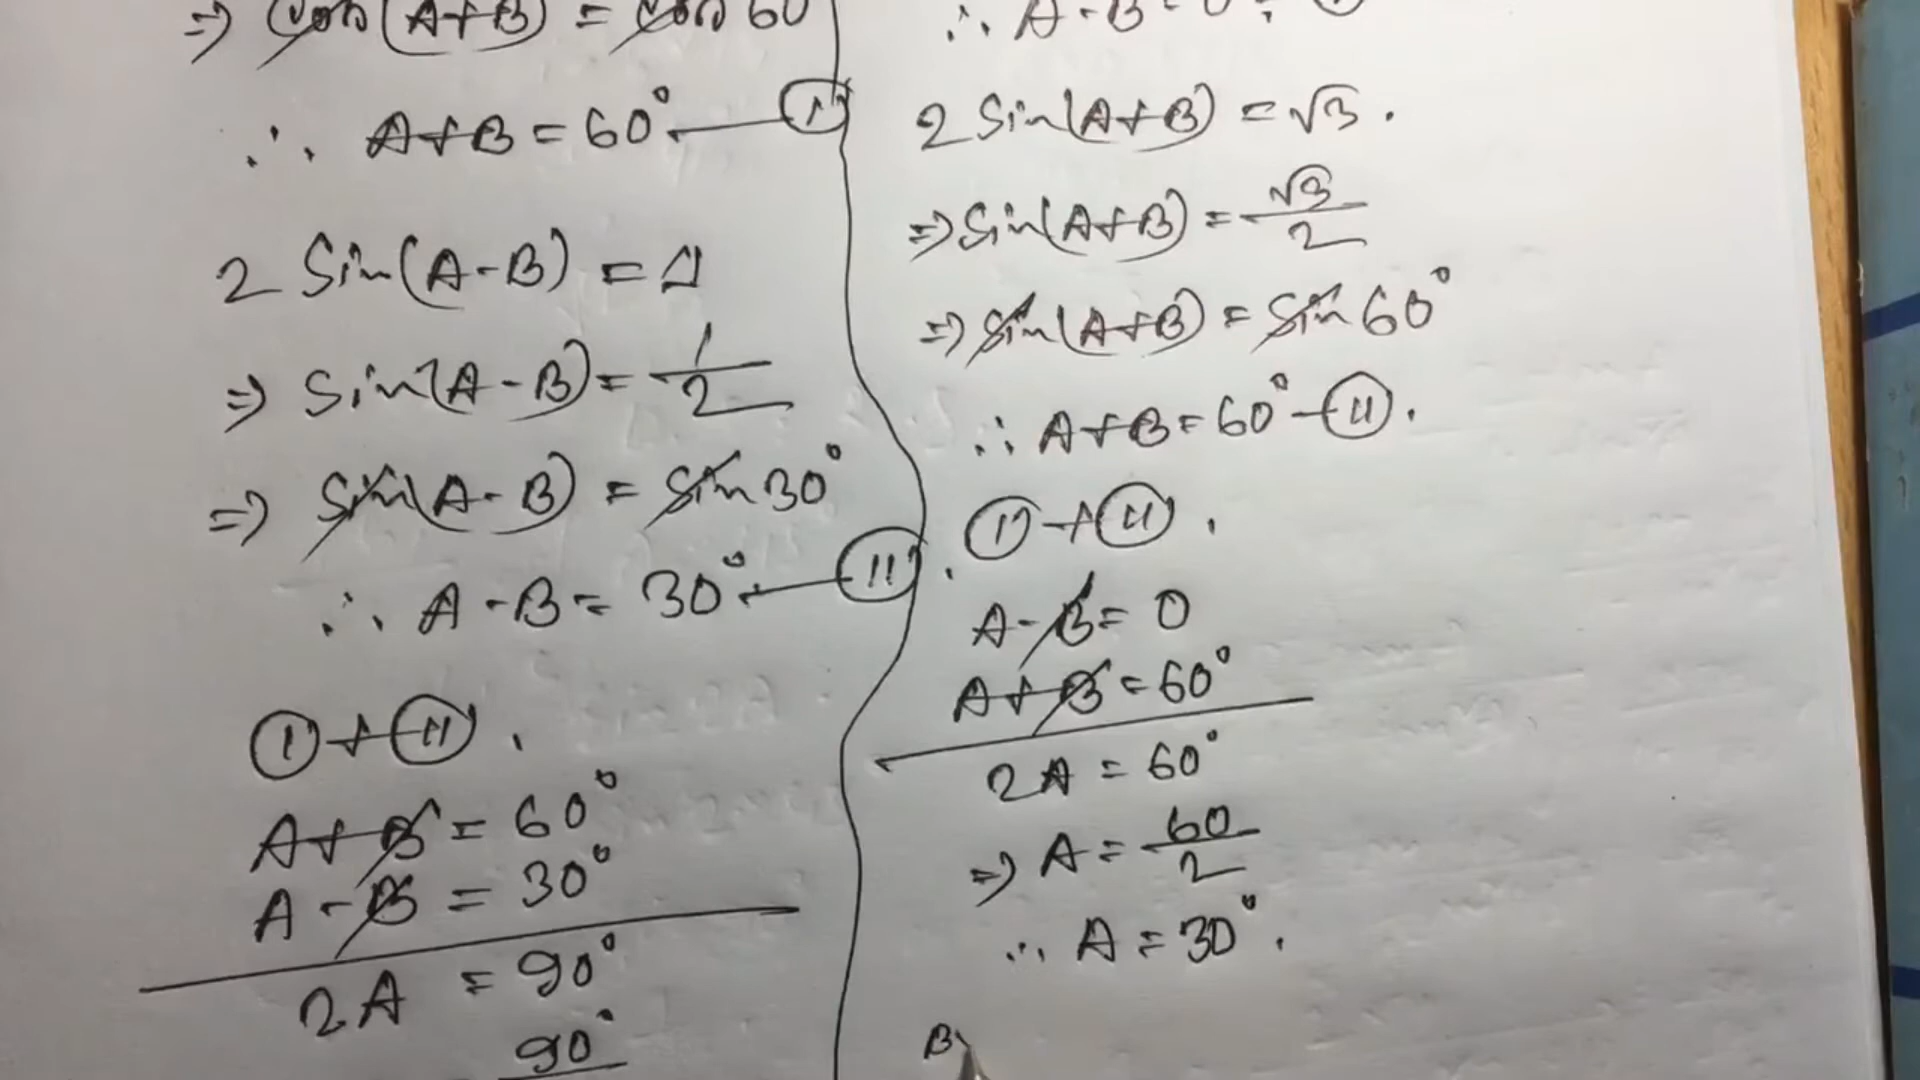 ⇒ cos(A+B) = cos 60
∴ A+B = 60° — I
2 Sin(A-B) = 1
⇒ Sin(A-B) = 1/2
⇒ Sin(A-B) = Sin 30°
∴ A-B = 30° — II
I + II .
A+B = 60°
A-B = 30°
2A = 90°
90°
∴ A-B = 0
2 Sin(A+B) = √3 .
⇒ Sin(A+B) = √3/2
⇒ Sin(A+B) = Sin 60°
∴ A+B = 60° — II .
I + II .
A-B = 0
A+B = 60°
2A = 60°
⇒ A = 60/2
∴ A = 30° .
B